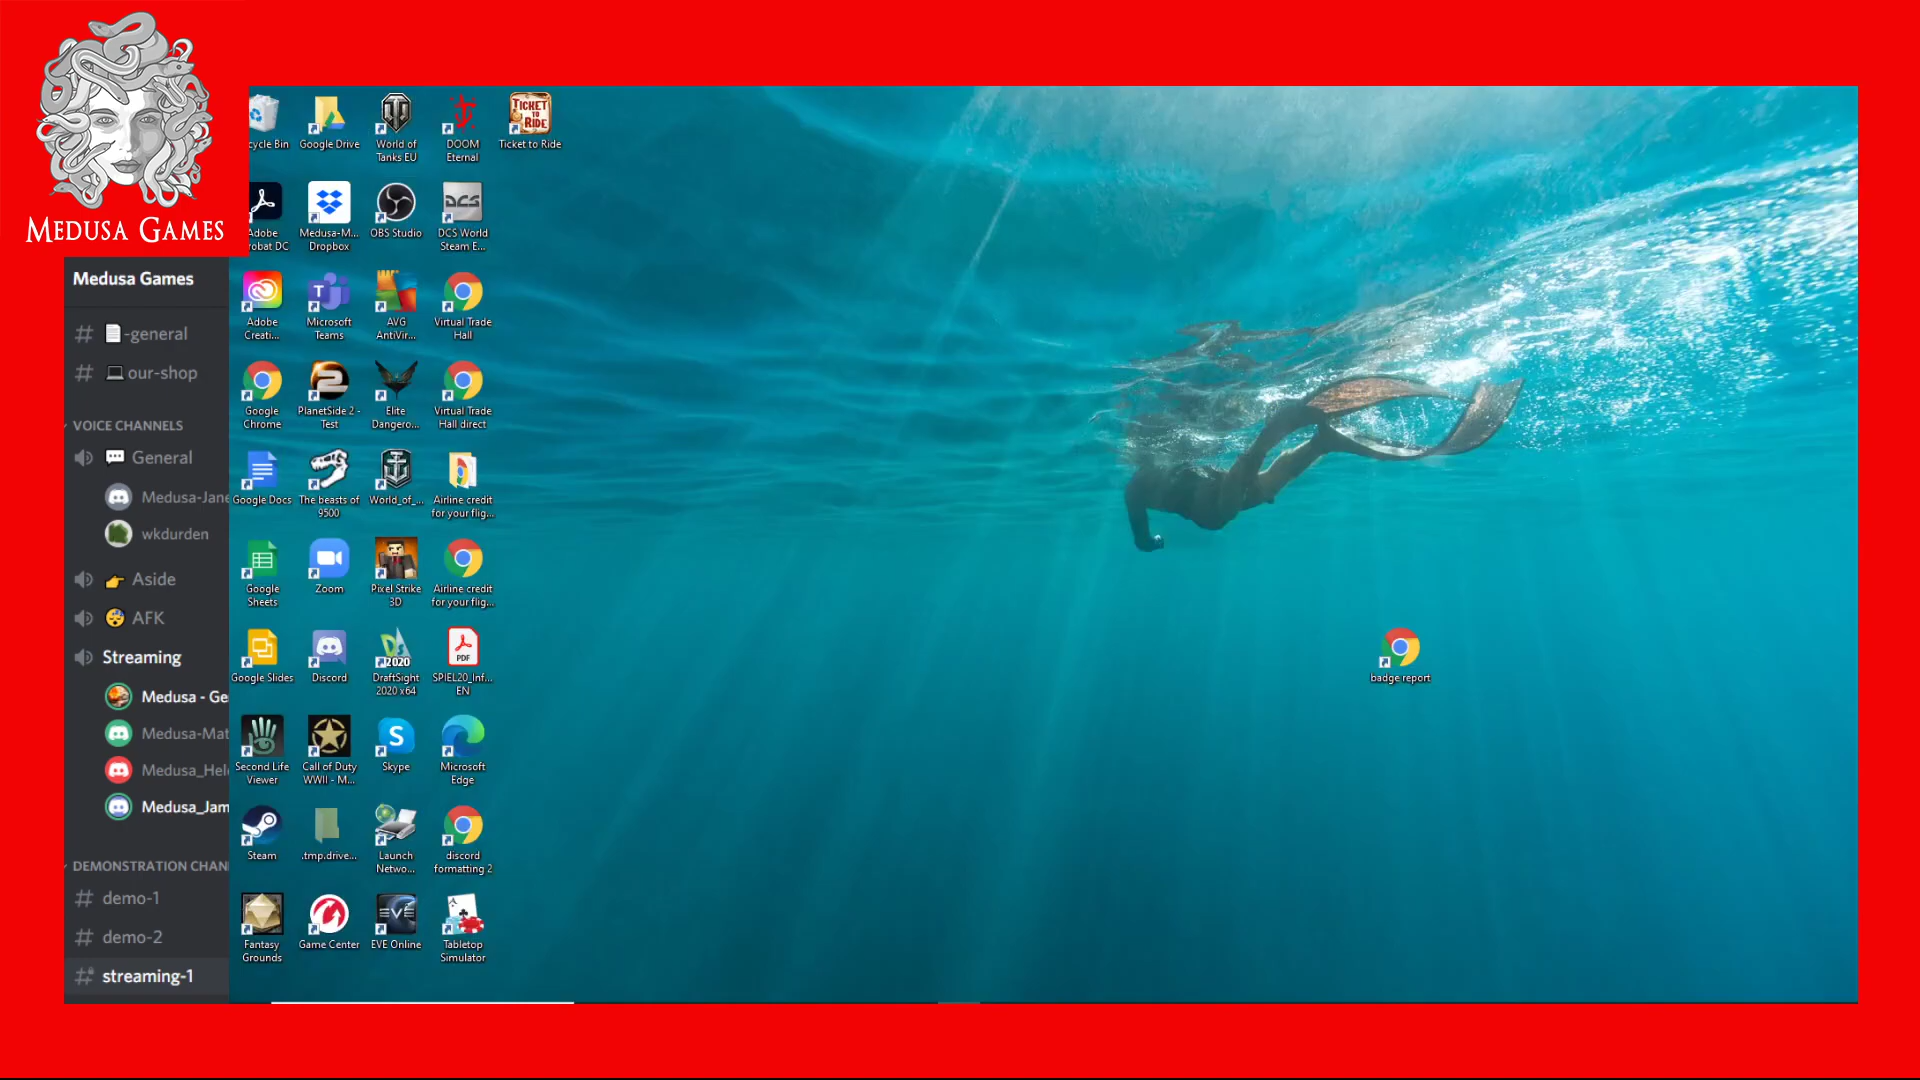 MEDUSA GAMES
Medusa Games
-general
our-shop
VOICE CHANNELS
General
Medusa-Jane
wkdurden
Aside
AFK
Streaming
Medusa - Ge
Medusa-Mat
Medusa_Hel
Medusa_Jam
DEMONSTRATION CHAN
demo-1
demo-2
streaming-1
cycle Bin
Google Drive
World of
Tanks EU
DOOM
Eternal
TICKET
TO
RIDE
Ticket to Ride
Adobe
robat DC
Medusa-M...
Dropbox
OBS Studio
DCS
DCS World
Steam E...
Adobe
Creati...
Microsoft
Teams
AVG
AntiVir...
Virtual Trade
Hall
Google
Chrome
PlanetSide 2 -
Test
Elite
Dangero...
Virtual Trade
Hall direct
Google Docs
The beasts of
9500
World_of_...
Airline credit
for your flig...
Google
Sheets
Zoom
Pixel Strike
3D
Airline credit
for your flig...
Google Slides
Discord
2020
DraftSight
2020 x64
PDF
SPIEL20_Inf...
EN
Second Life
Viewer
Call of Duty
WWII - M...
Skype
Microsoft
Edge
Steam
.tmp.drive...
Launch
Netwo...
discord
formatting 2
Fantasy
Grounds
Game Center
EVE
EVE Online
Tabletop
Simulator
badge report